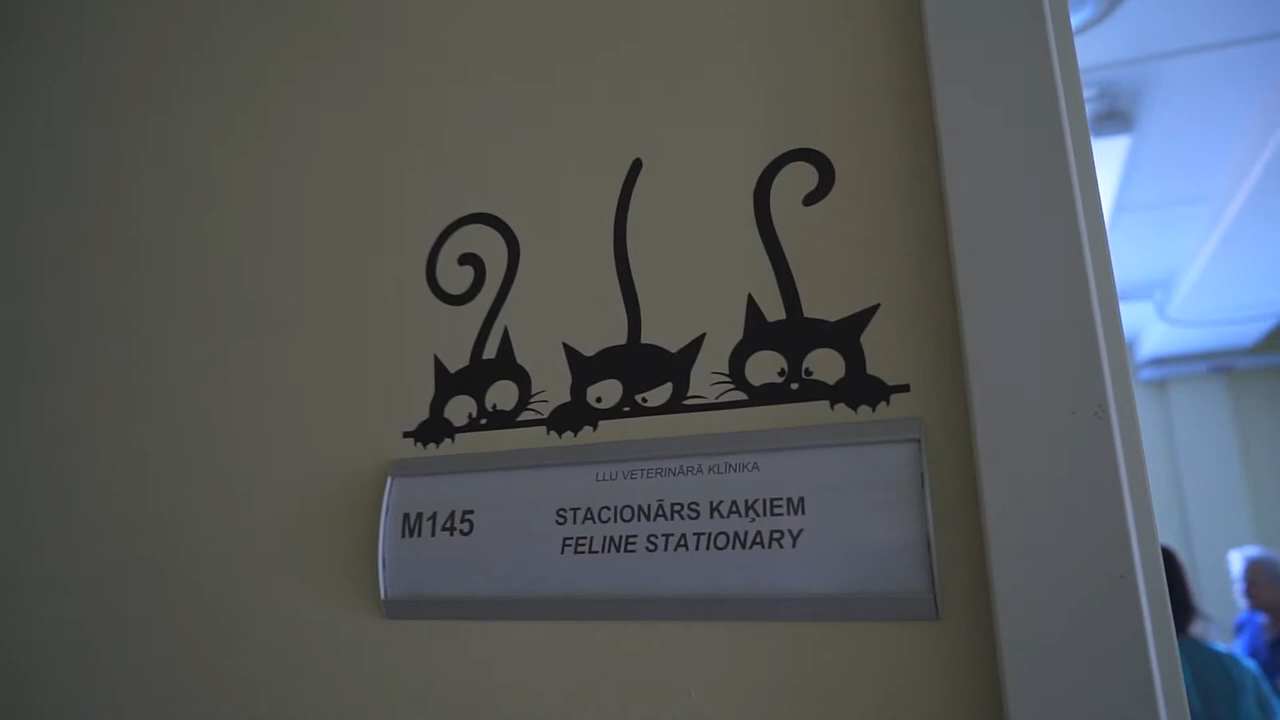 LLU VETERINĀRĀ KLĪNIKA
M145
STACIONĀRS KAĶIEM
FELINE STATIONARY